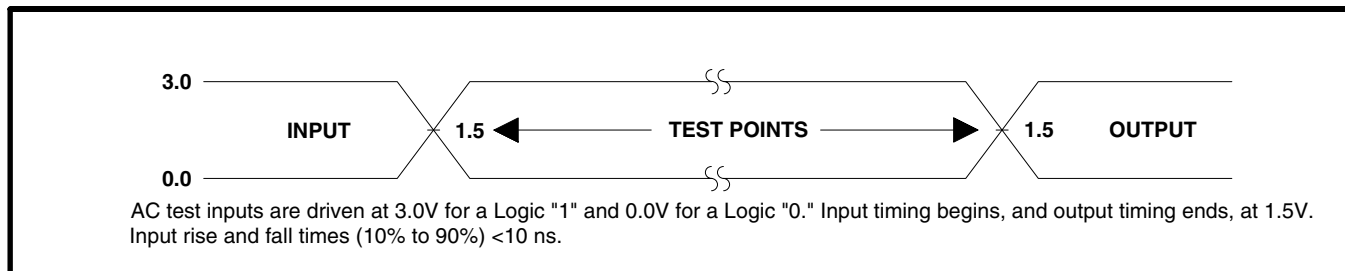 3.0
INPUT 1.5 TEST POINTS 1.5 OUTPUT
0.0
AC test inputs are driven at 3.0V for a Logic "1" and 0.0V for a Logic "0." Input timing begins, and output timing ends, at 1.5V.
Input rise and fall times (10% to 90%) <10 ns.